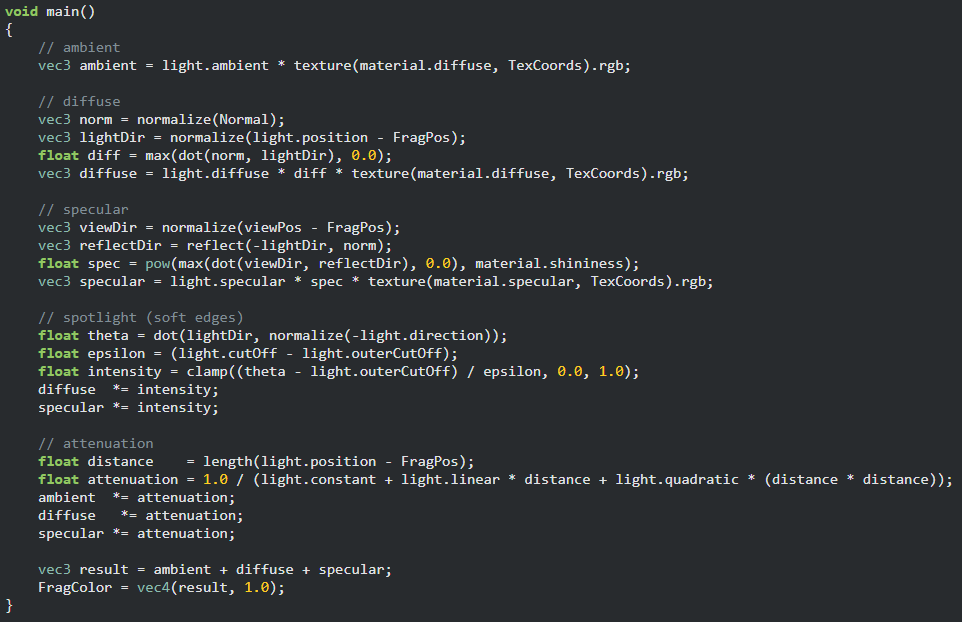 void main()
{
    // ambient
    vec3 ambient = light.ambient * texture(material.diffuse, TexCoords).rgb;

    // diffuse
    vec3 norm = normalize(Normal);
    vec3 lightDir = normalize(light.position - FragPos);
    float diff = max(dot(norm, lightDir), 0.0);
    vec3 diffuse = light.diffuse * diff * texture(material.diffuse, TexCoords).rgb;

    // specular
    vec3 viewDir = normalize(viewPos - FragPos);
    vec3 reflectDir = reflect(-lightDir, norm);
    float spec = pow(max(dot(viewDir, reflectDir), 0.0), material.shininess);
    vec3 specular = light.specular * spec * texture(material.specular, TexCoords).rgb;

    // spotlight (soft edges)
    float theta = dot(lightDir, normalize(-light.direction));
    float epsilon = (light.cutOff - light.outerCutOff);
    float intensity = clamp((theta - light.outerCutOff) / epsilon, 0.0, 1.0);
    diffuse  *= intensity;
    specular *= intensity;

    // attenuation
    float distance    = length(light.position - FragPos);
    float attenuation = 1.0 / (light.constant + light.linear * distance + light.quadratic * (distance * distance));
    ambient  *= attenuation;
    diffuse   *= attenuation;
    specular *= attenuation;

    vec3 result = ambient + diffuse + specular;
    FragColor = vec4(result, 1.0);
}